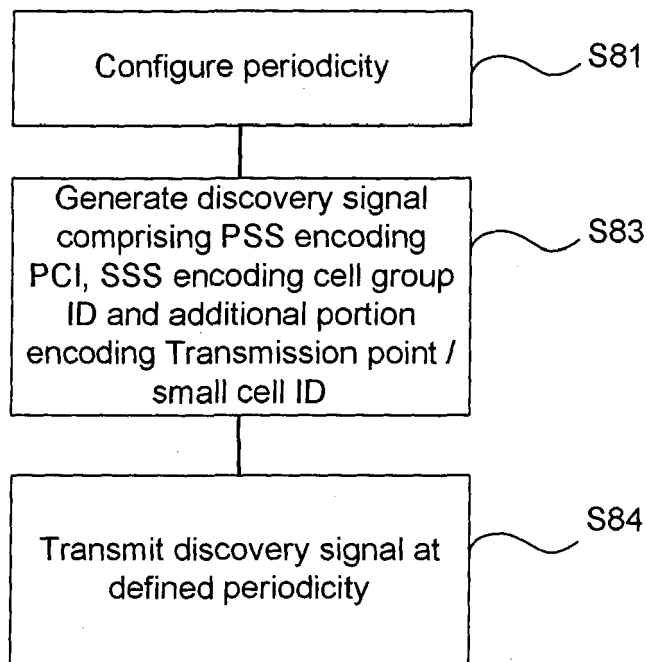 Configure periodicity
S81
Generate discovery signal
comprising PSS encoding
PCI, SSS encoding cell group
ID and additional portion
encoding Transmission point /
small cell ID
S83
Transmit discovery signal at
defined periodicity
S84